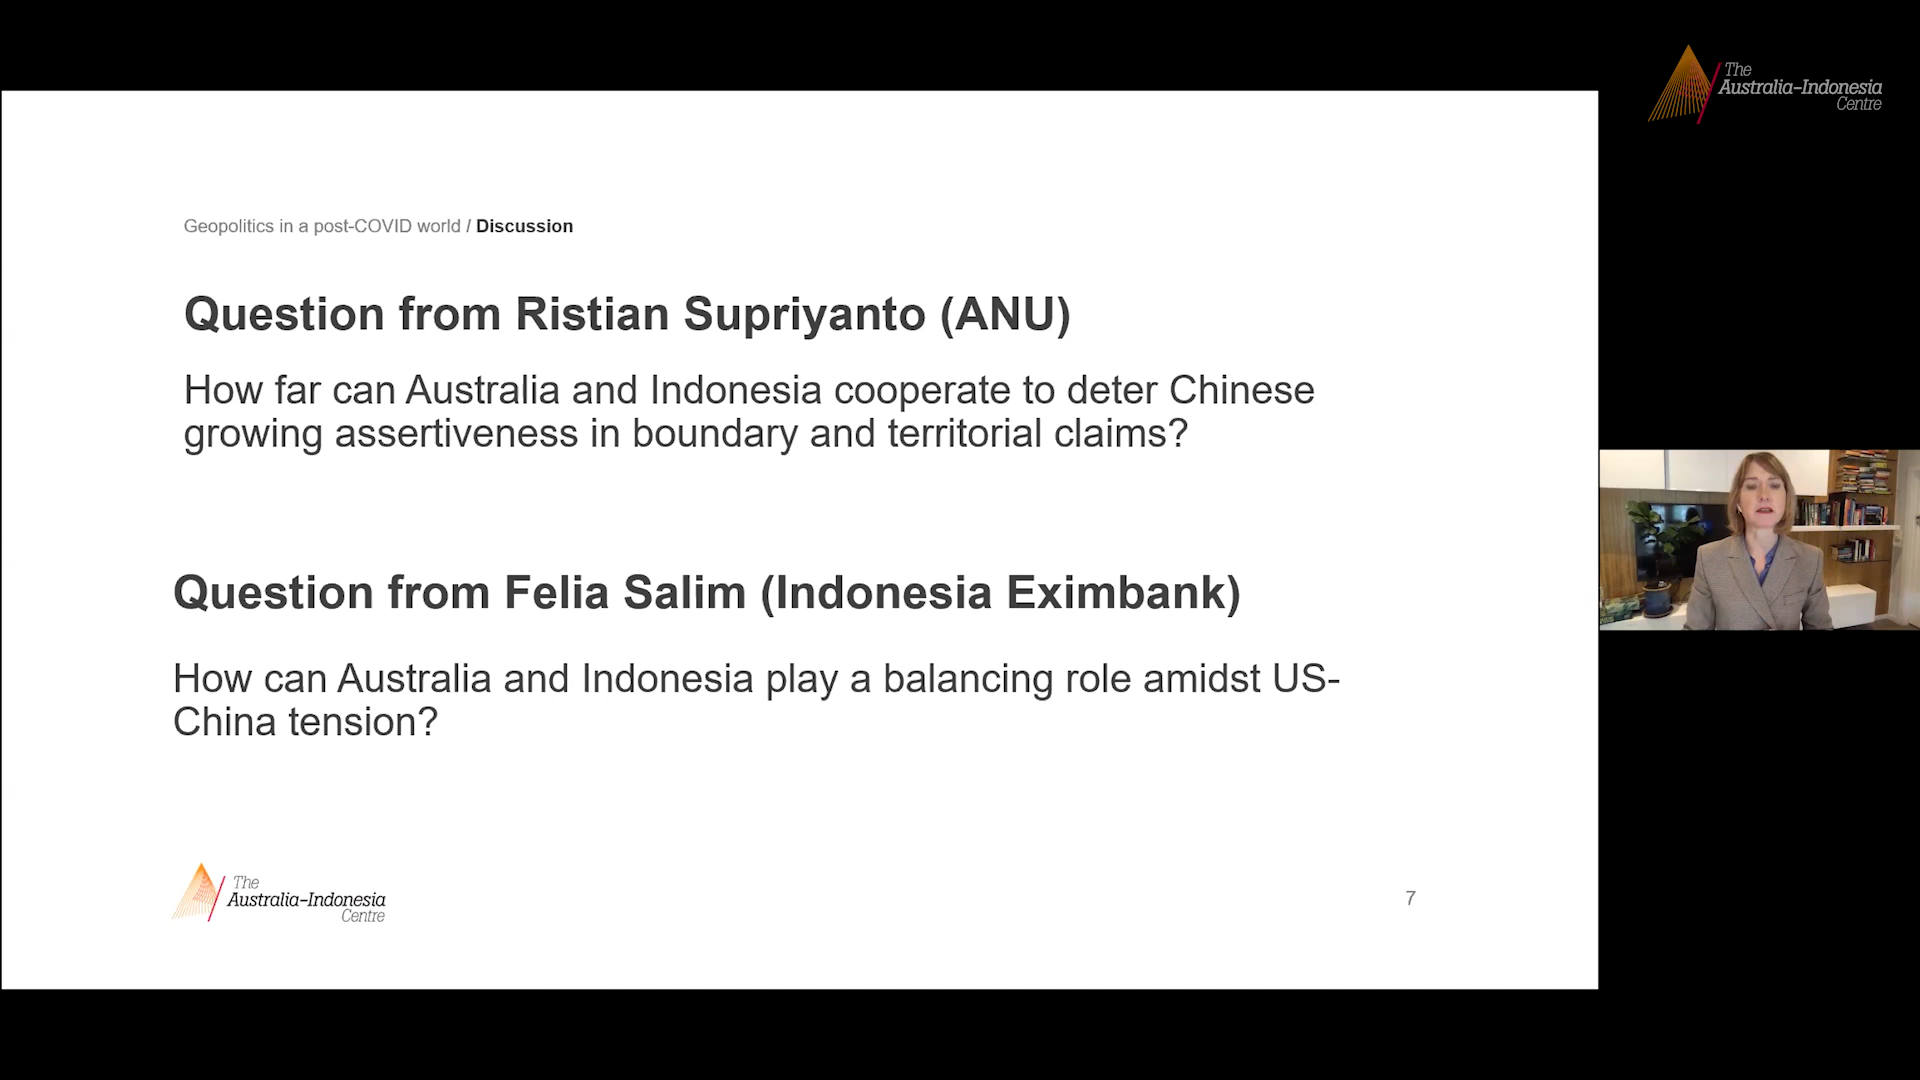 The
Australia-Indonesia
Centre
Geopolitics in a post-COVID world / Discussion
Question from Ristian Supriyanto (ANU)
How far can Australia and Indonesia cooperate to deter Chinese
growing assertiveness in boundary and territorial claims?
Question from Felia Salim (Indonesia Eximbank)
How can Australia and Indonesia play a balancing role amidst US-
China tension?
The
Australia-Indonesia
Centre
7